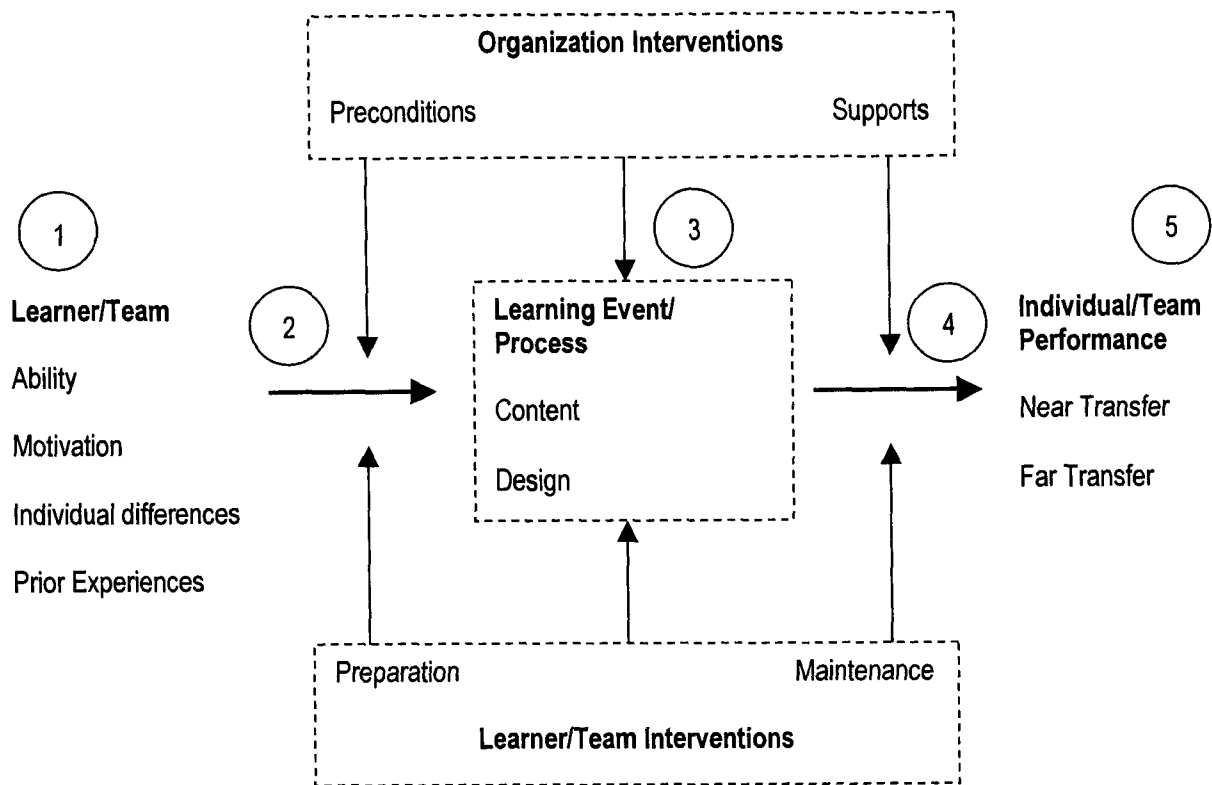 Organization Interventions
Preconditions
Supports
1
2
3
4
5
Learner/Team
Ability
Motivation
Individual differences
Prior Experiences
Learning Event/
Process
Content
Design
Individual/Team
Performance
Near Transfer
Far Transfer
Preparation
Maintenance
Learner/Team Interventions